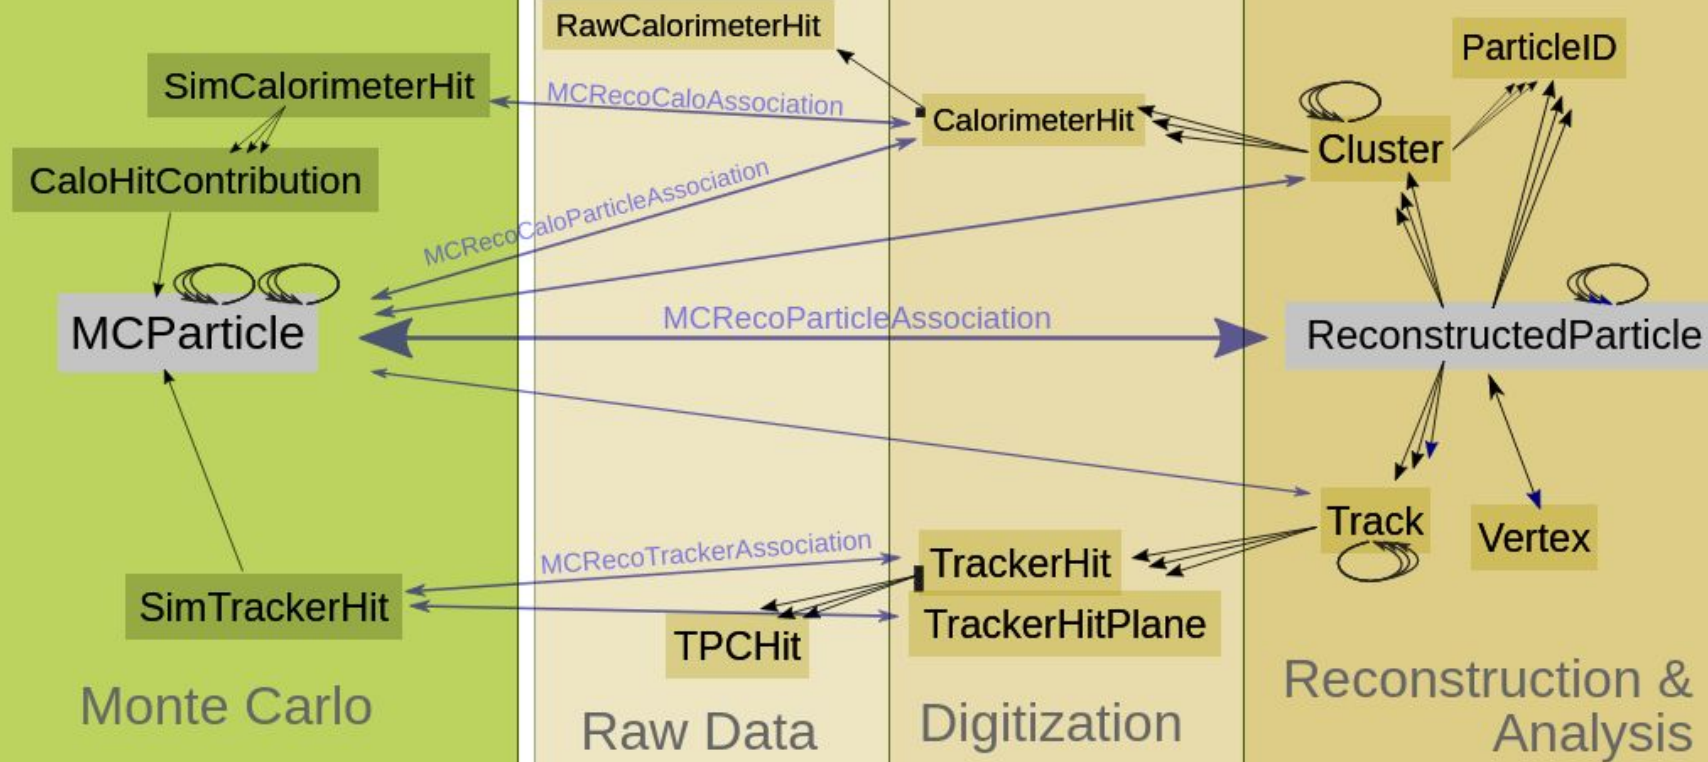 RawCalorimeterHit
ParticleID
SimCalorimeterHit
MCRecoCaloAssociation
CalorimeterHit
Cluster
CaloHitContribution
MCRecoCaloParticleAssociation
MCParticle
MCRecoParticleAssociation
ReconstructedParticle
Track
Vertex
MCRecoTrackerAssociation
TrackerHit
SimTrackerHit
TrackerHitPlane
TPCHit
Monte Carlo
Raw Data
Digitization
Reconstruction &
Analysis